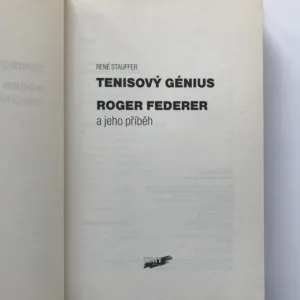 RENÉ STAUFFER
TENISOVÝ GÉNIUS
ROGER FEDERER
a jeho příběh